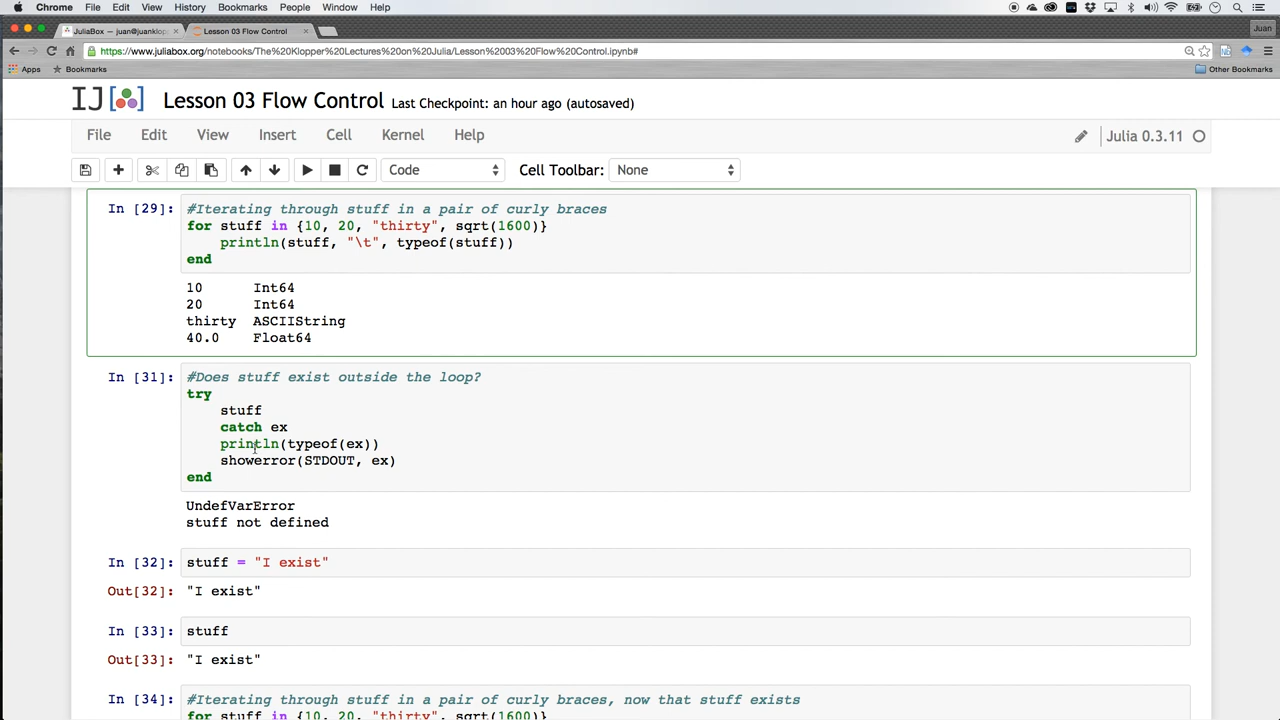 Chrome File Edit View History Bookmarks People Window Help
JuliaBox — juan@juanklop × Lesson 03 Flow Control × Juan
https://www.juliabox.org/notebooks/The%20Klopper%20Lectures%20on%20Julia/Lesson%2003%20Flow%20Control.ipynb#
Apps Bookmarks Other Bookmarks
IJ[ ] Lesson 03 Flow Control Last Checkpoint: an hour ago (autosaved)
File Edit View Insert Cell Kernel Help Julia 0.3.11
Code Cell Toolbar: None
In [29]: #Iterating through stuff in a pair of curly braces
for stuff in {10, 20, "thirty", sqrt(1600)}
println(stuff, "\t", typeof(stuff))
end
10 Int64
20 Int64
thirty ASCIIString
40.0 Float64
In [31]: #Does stuff exist outside the loop?
try
stuff
catch ex
println(typeof(ex))
showerror(STDOUT, ex)
end
UndefVarError
stuff not defined
In [32]: stuff = "I exist"
Out[32]: "I exist"
In [33]: stuff
Out[33]: "I exist"
In [34]: #Iterating through stuff in a pair of curly braces, now that stuff exists
for stuff in {10, 20, "thirty", sqrt(1600)}